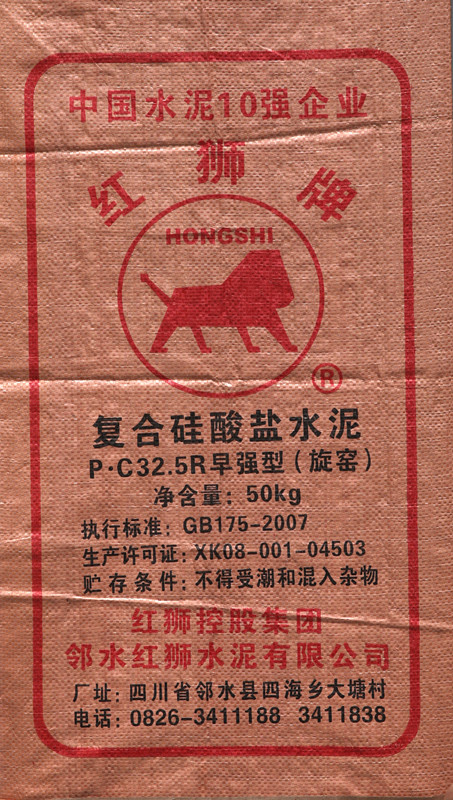 中国水泥10强企业
红狮牌
HONGSHI
®
复合硅酸盐水泥
P·C32.5R早强型(旋窑)
净含量: 50kg
执行标准: GB175-2007
生产许可证: XK08-001-04503
贮存条件: 不得受潮和混入杂物
红狮控股集团
邻水红狮水泥有限公司
厂址: 四川省邻水县四海乡大塘村
电话: 0826-3411188 3411838